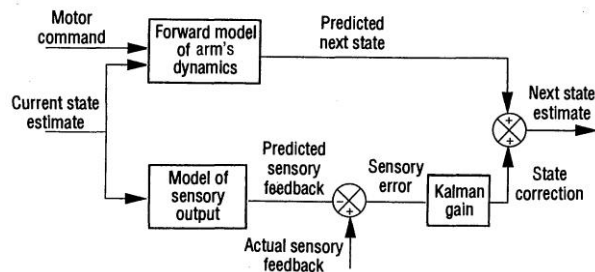 Motor
command
Forward model
of arm's
dynamics
Predicted
next state
Current state
estimate
Next state
estimate
+
+
Model of
sensory
output
Predicted
sensory
feedback
Sensory
error
Kalman
gain
State
correction
-
+
Actual sensory
feedback